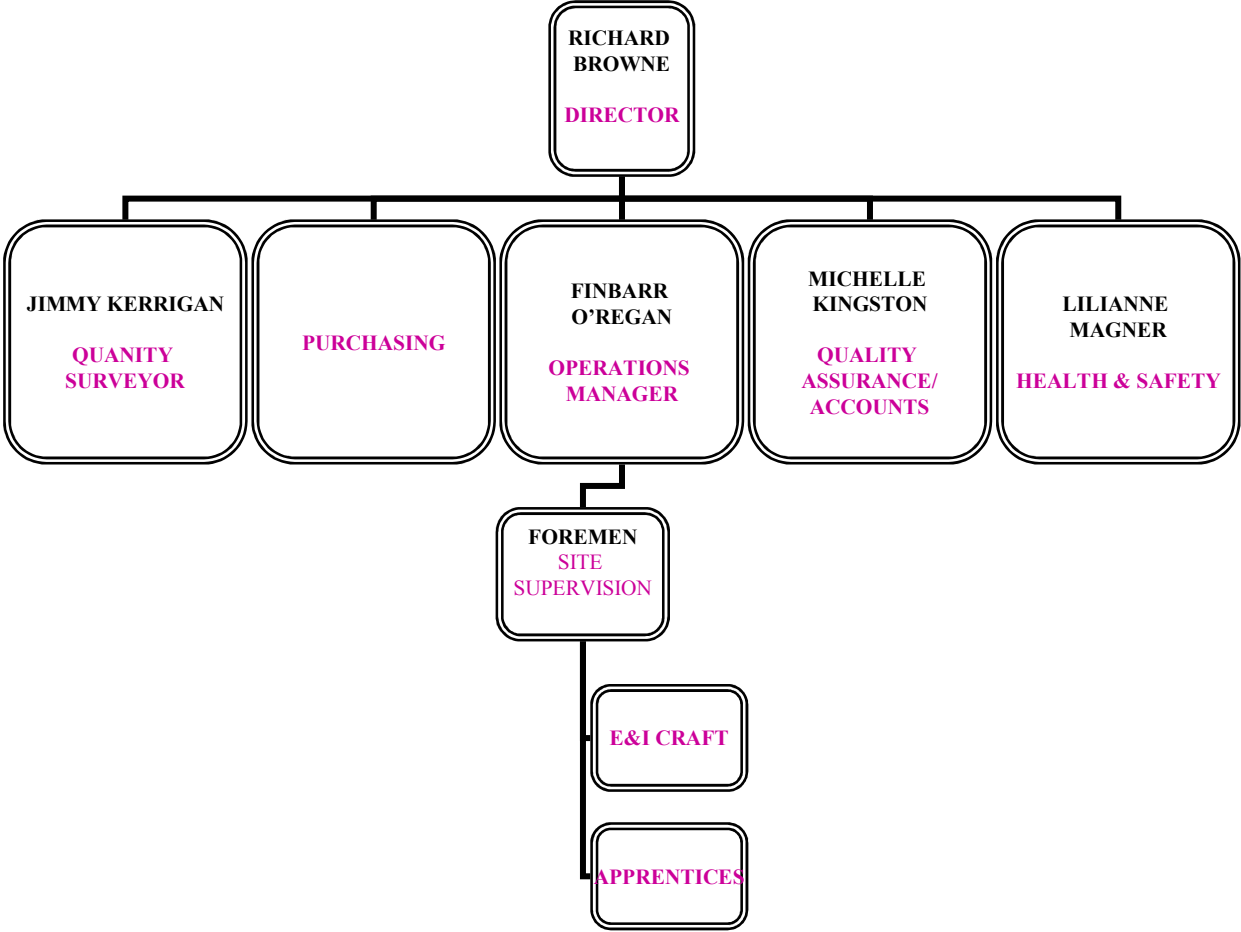 RICHARD
BROWNE
DIRECTOR
JIMMY KERRIGAN
QUANITY
SURVEYOR
PURCHASING
FINBARR
O’REGAN
OPERATIONS
MANAGER
MICHELLE
KINGSTON
QUALITY
ASSURANCE/
ACCOUNTS
LILIANNE
MAGNER
HEALTH & SAFETY
FOREMEN
SITE
SUPERVISION
E&I CRAFT
APPRENTICES